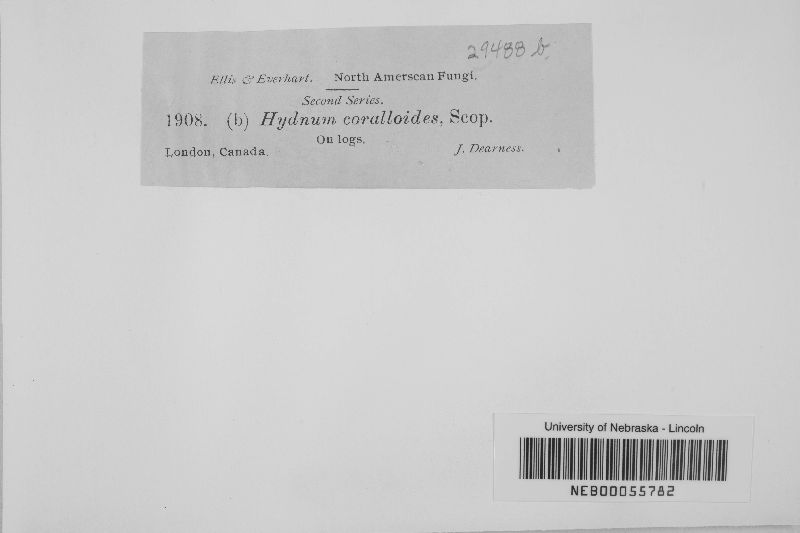 29488 b.
Ellis & Everhart. North Amerscan Fungi.
Second Series.
1908. (b) Hydnum coralloides, Scop.
On logs.
London, Canada. J. Dearness.
University of Nebraska - Lincoln
NEB00055782